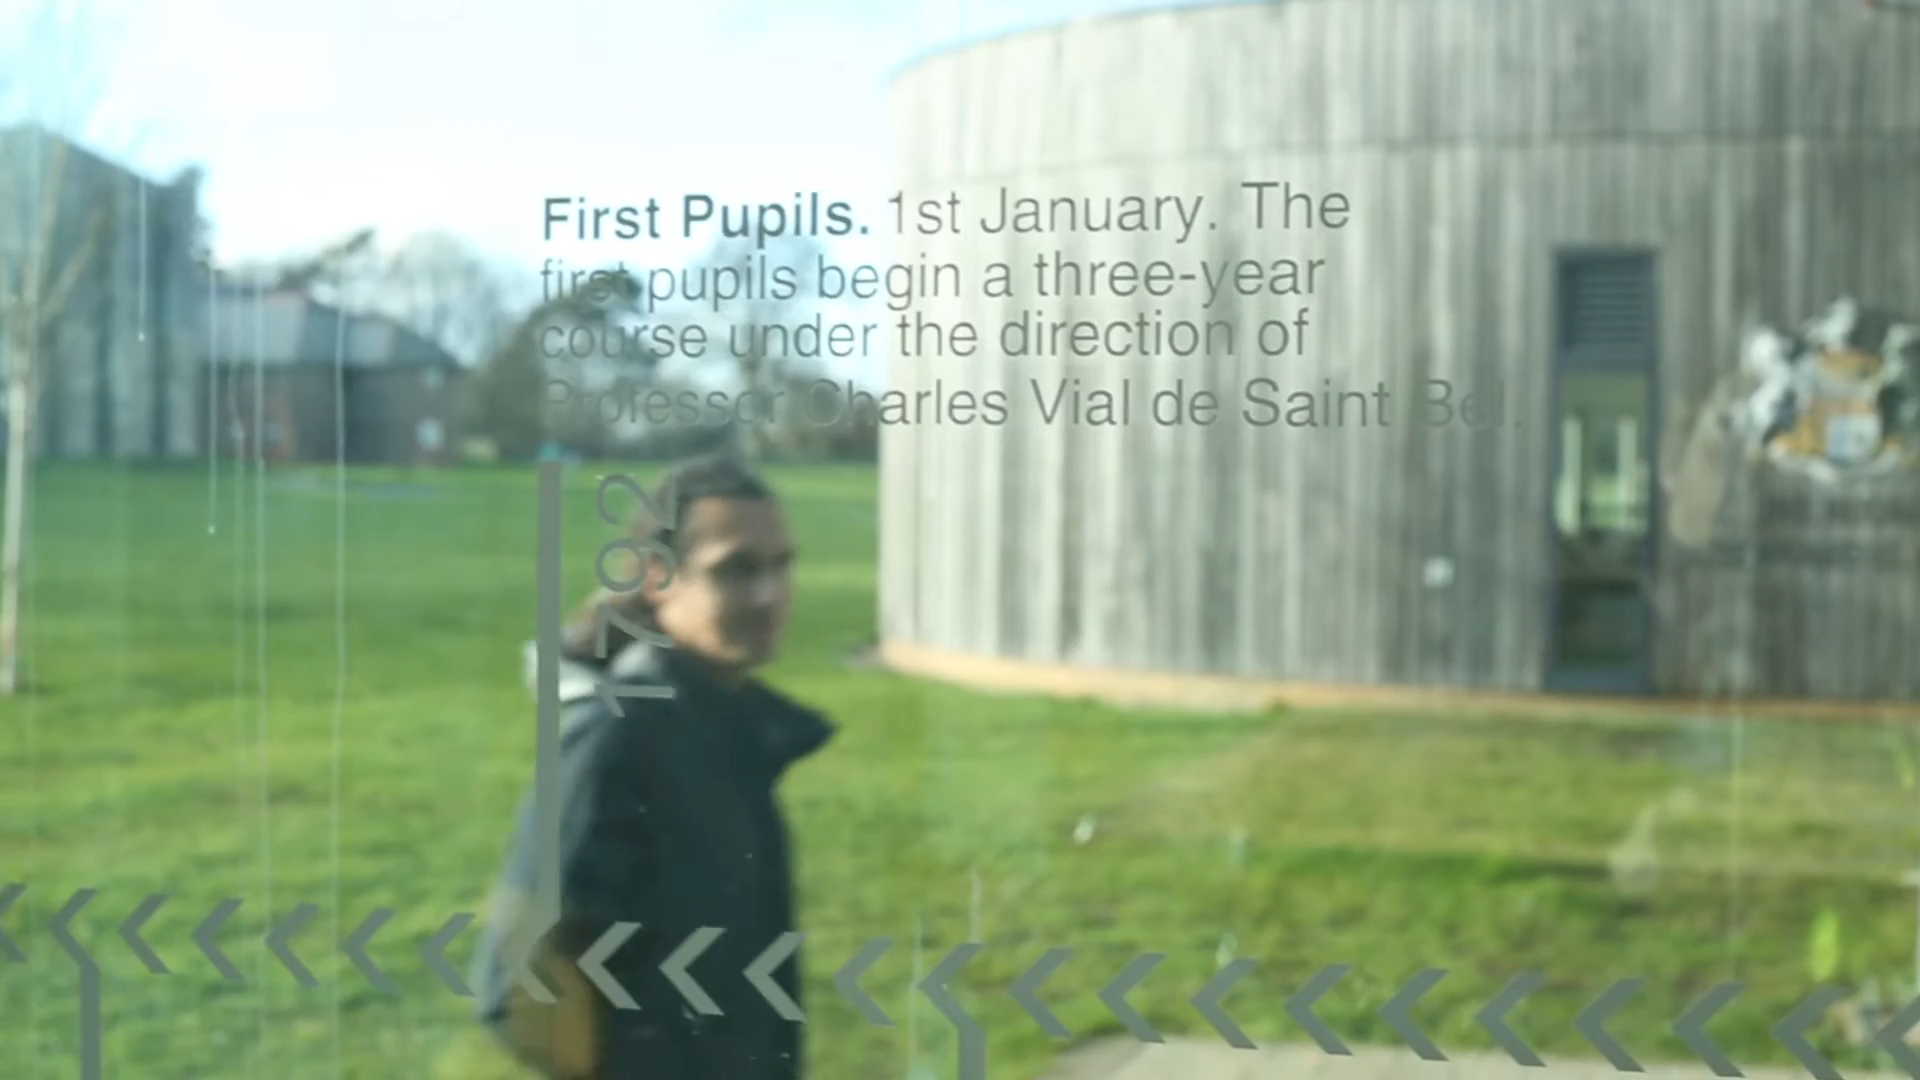 First Pupils. 1st January. The
first pupils begin a three-year
course under the direction of
Professor Charles Vial de Saint Bel.
1792